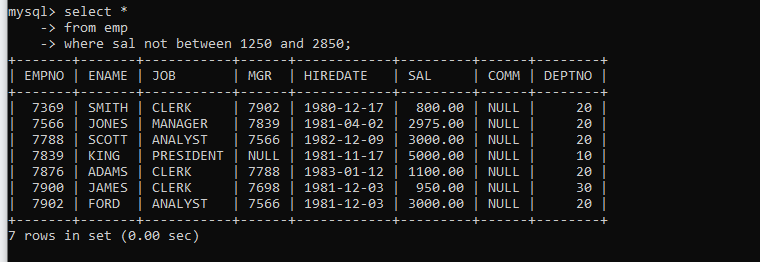 mysql> select *
    -> from emp
    -> where sal not between 1250 and 2850;
+-------+-------+-----------+------+------------+---------+------+--------+
| EMPNO | ENAME | JOB       | MGR  | HIREDATE   | SAL     | COMM | DEPTNO |
+-------+-------+-----------+------+------------+---------+------+--------+
|  7369 | SMITH | CLERK     | 7902 | 1980-12-17 |  800.00 | NULL |     20 |
|  7566 | JONES | MANAGER   | 7839 | 1981-04-02 | 2975.00 | NULL |     20 |
|  7788 | SCOTT | ANALYST   | 7566 | 1982-12-09 | 3000.00 | NULL |     20 |
|  7839 | KING  | PRESIDENT | NULL | 1981-11-17 | 5000.00 | NULL |     10 |
|  7876 | ADAMS | CLERK     | 7788 | 1983-01-12 | 1100.00 | NULL |     20 |
|  7900 | JAMES | CLERK     | 7698 | 1981-12-03 |  950.00 | NULL |     30 |
|  7902 | FORD  | ANALYST   | 7566 | 1981-12-03 | 3000.00 | NULL |     20 |
+-------+-------+-----------+------+------------+---------+------+--------+
7 rows in set (0.00 sec)